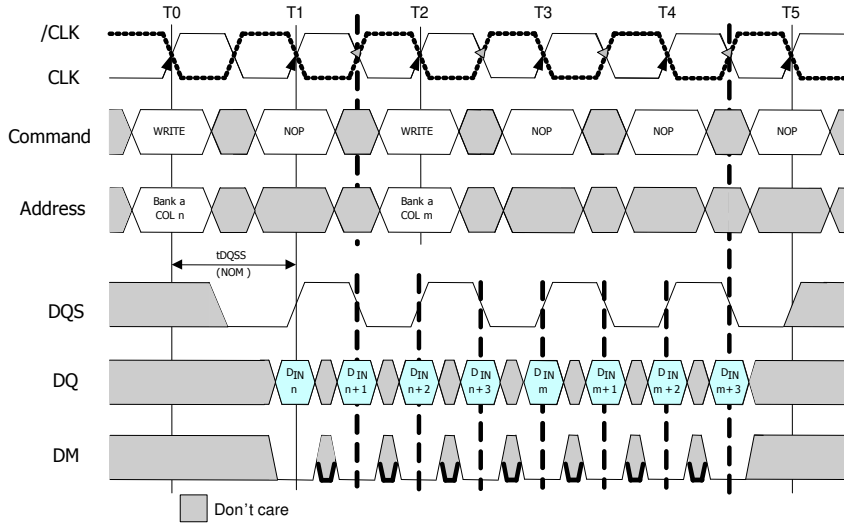 T0 T1 T2 T3 T4 T5
/CLK
CLK
Command WRITE NOP WRITE NOP NOP NOP
Address Bank a COL n Bank a COL m
tDQSS
(NOM )
DQS
DQ DIN n DIN n+1 DIN n+2 DIN n+3 DIN m DIN m+1 DIN m+2 DIN m+3
DM
Don't care